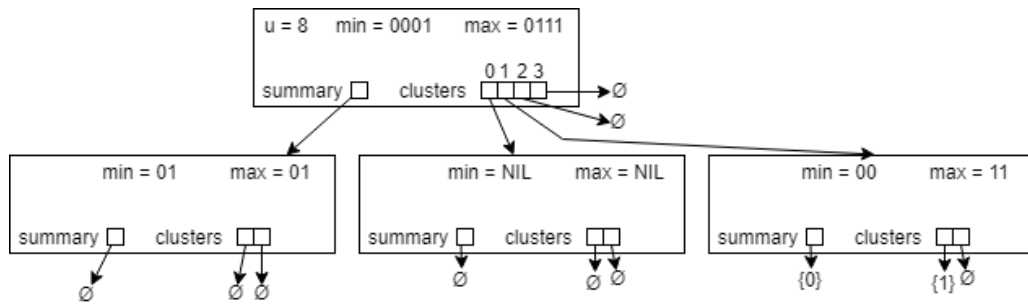 u = 8 min = 0001 max = 0111
0 1 2 3
summary clusters Ø
Ø
min = 01 max = 01
summary clusters
Ø Ø Ø
min = NIL max = NIL
summary clusters
Ø Ø Ø
min = 00 max = 11
summary clusters
{0} {1} Ø